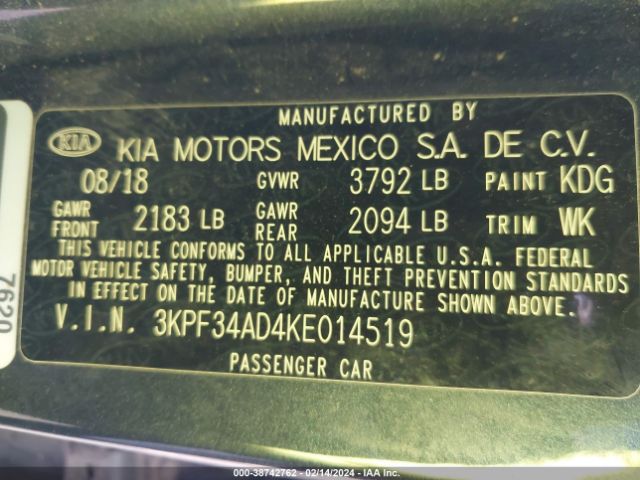 MANUFACTURED BY
KIA KIA MOTORS MEXICO S.A. DE C.V.
08/18 GVWR 3792 LB PAINT KDG
GAWR FRONT 2183 LB GAWR REAR 2094 LB TRIM WK
THIS VEHICLE CONFORMS TO ALL APPLICABLE U.S.A. FEDERAL
MOTOR VEHICLE SAFETY, BUMPER, AND THEFT PREVENTION STANDARDS
IN EFFECT ON THE DATE OF MANUFACTURE SHOWN ABOVE.
V.I.N. 3KPF34AD4KE014519
PASSENGER CAR
7620
000-38742762 - 02/14/2024 - IAA Inc.